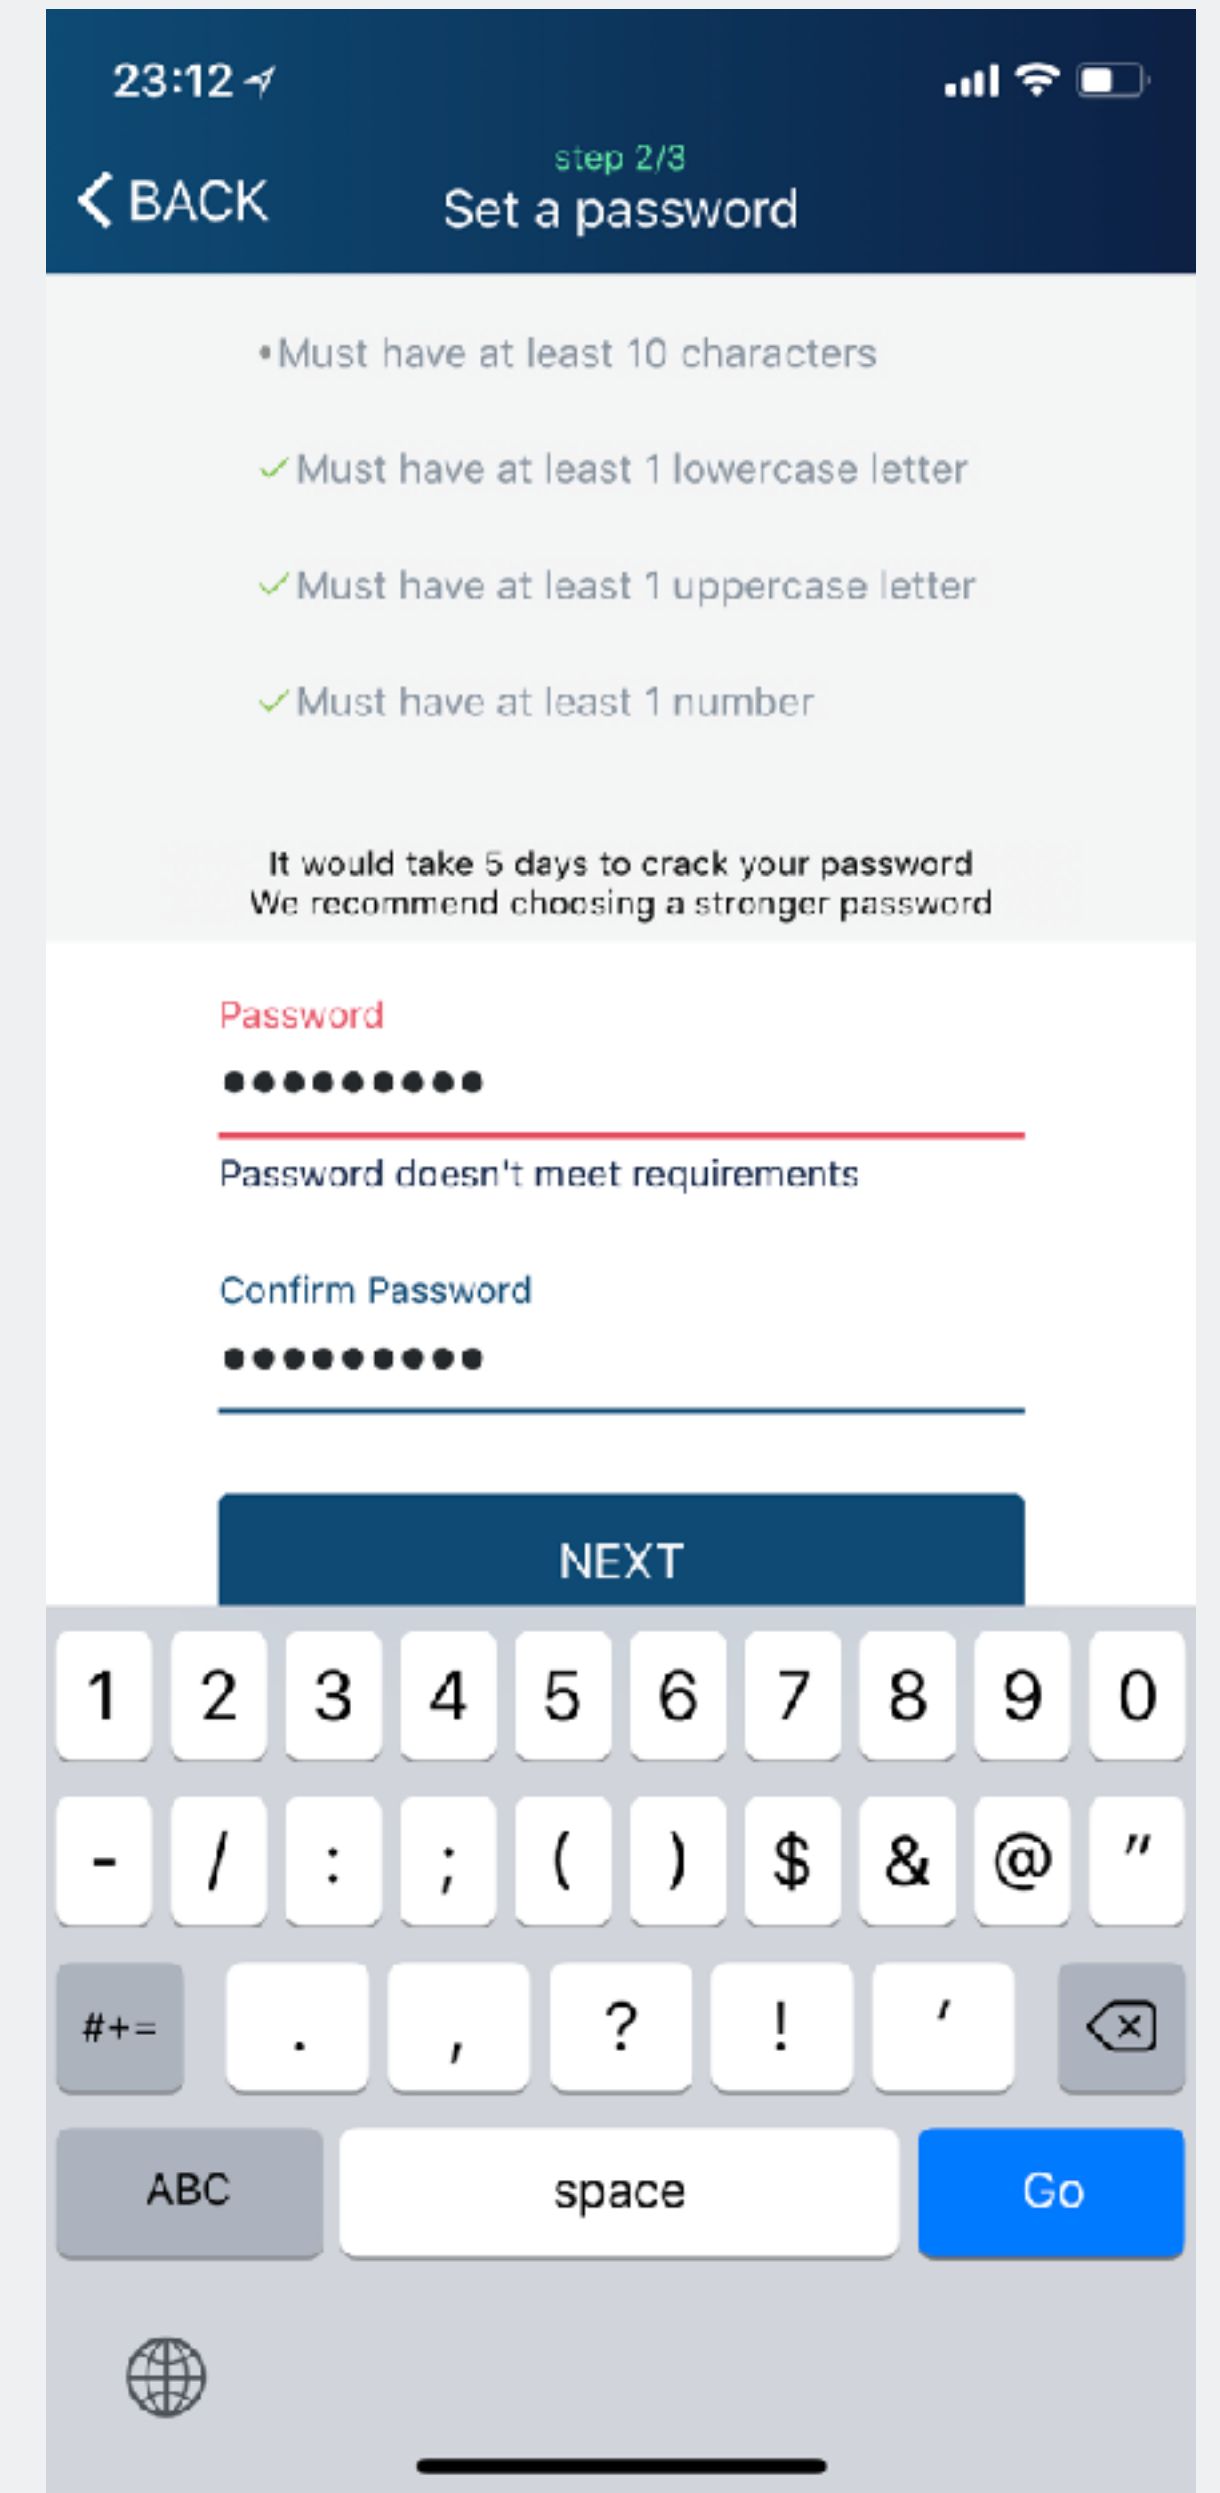 23:12
step 2/3
BACK
Set a password
•Must have at least 10 characters
✓Must have at least 1 lowercase letter
✓Must have at least 1 uppercase letter
✓Must have at least 1 number
It would take 5 days to crack your password
We recommend choosing a stronger password
Password
•••••••••
Password doesn't meet requirements
Confirm Password
•••••••••
NEXT
1 2 3 4 5 6 7 8 9 0
- / : ; ( ) $ & @ "
#+= . , ? ! '
ABC space Go